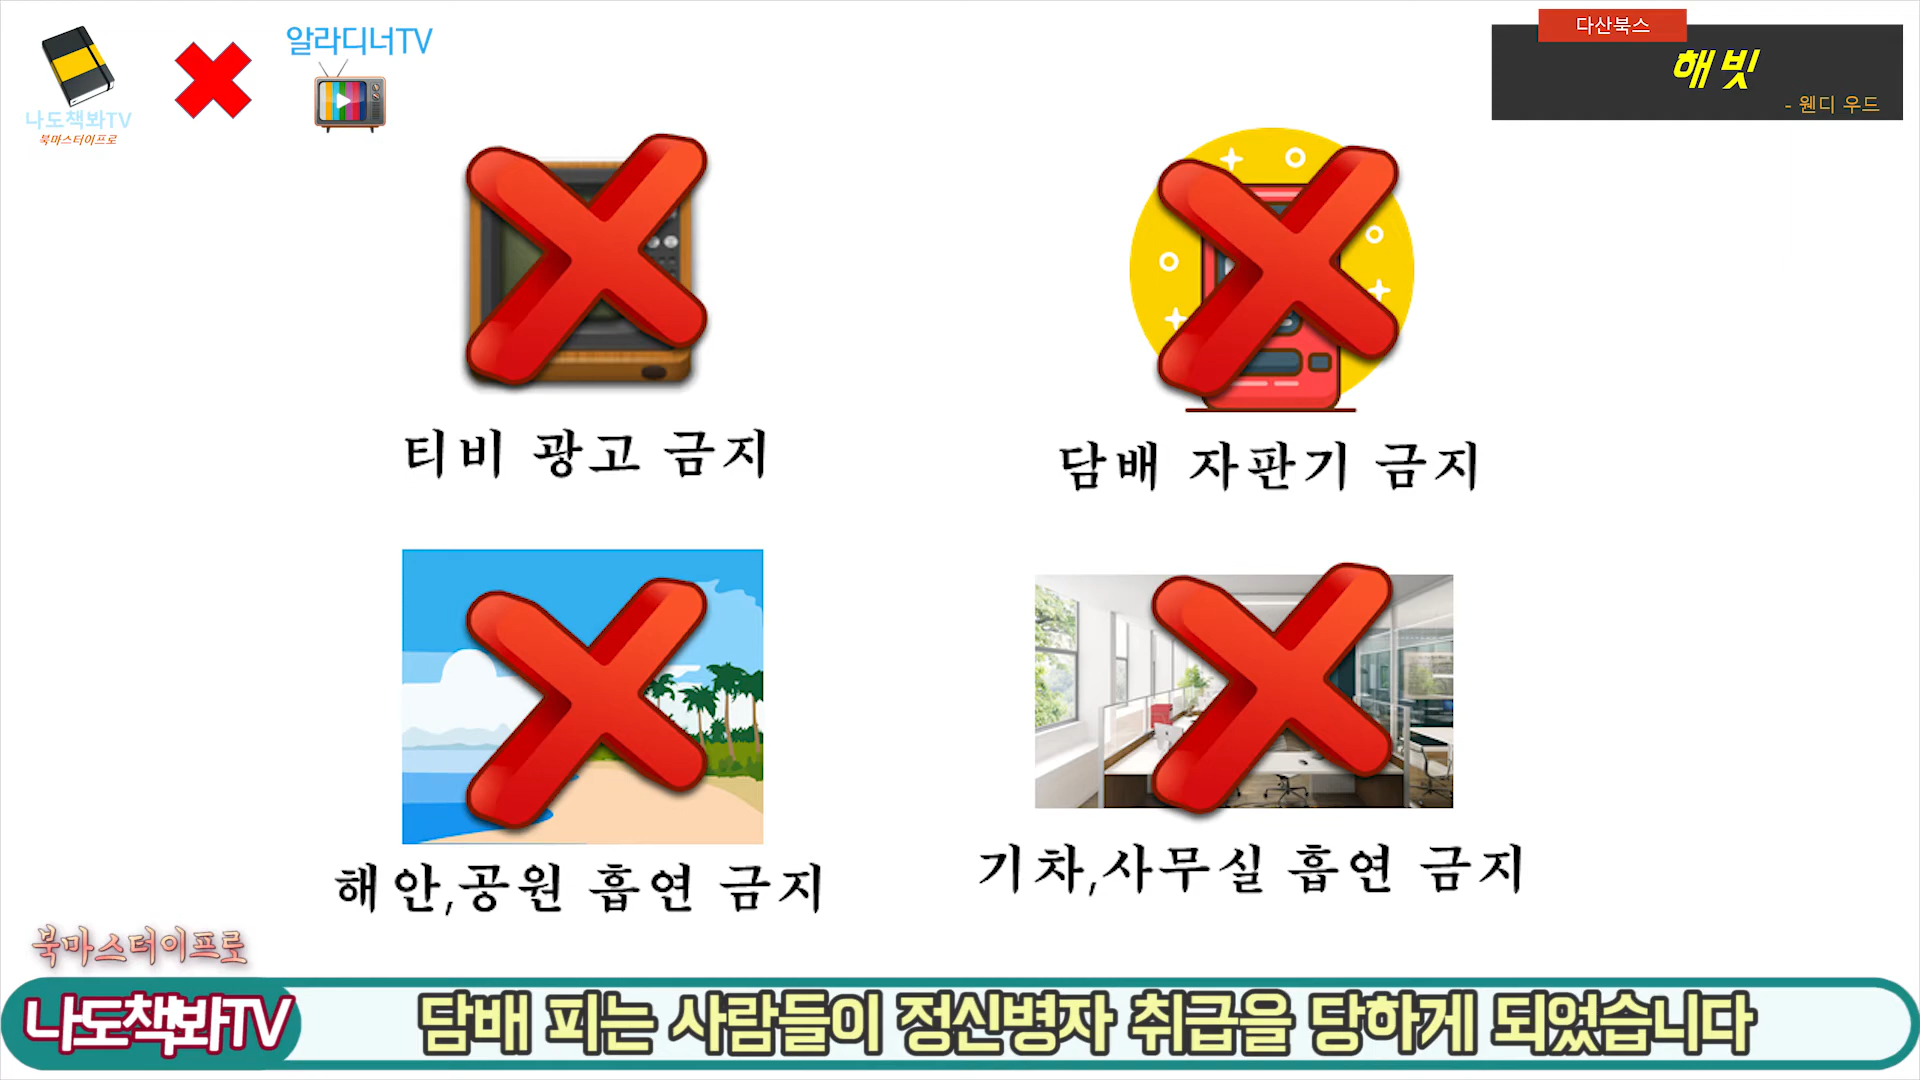 나도책봐TV
북마스터이프로
알라디너TV
다산북스
해빗
- 웬디 우드
티비 광고 금지
담배 자판기 금지
해안,공원 흡연 금지
기차,사무실 흡연 금지
북마스터이프로
나도책봐TV
담배 피는 사람들이 정신병자 취급을 당하게 되었습니다